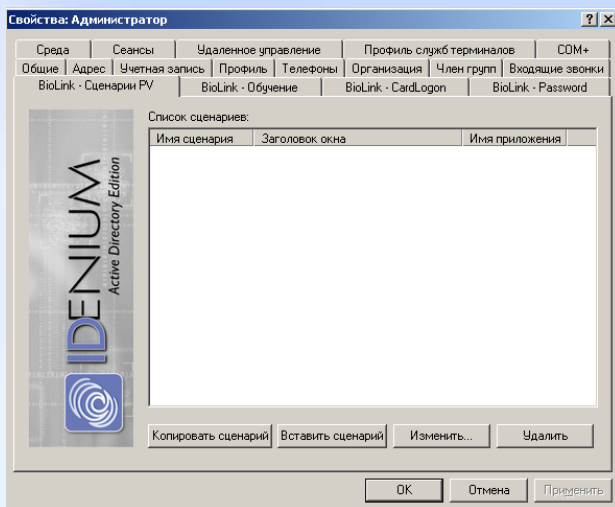 Свойства: Администратор
Среда Сеансы Удаленное управление Профиль служб терминалов COM+
Общие Адрес Учетная запись Профиль Телефоны Организация Член групп Входящие звонки
BioLink - Сценарии PV BioLink - Обучение BioLink - CardLogon BioLink - Password
Список сценариев:
Имя сценария Заголовок окна Имя приложения
IDENIUM
Active Directory Edition
Копировать сценарий Вставить сценарий Изменить... Удалить
OK Отмена Применить